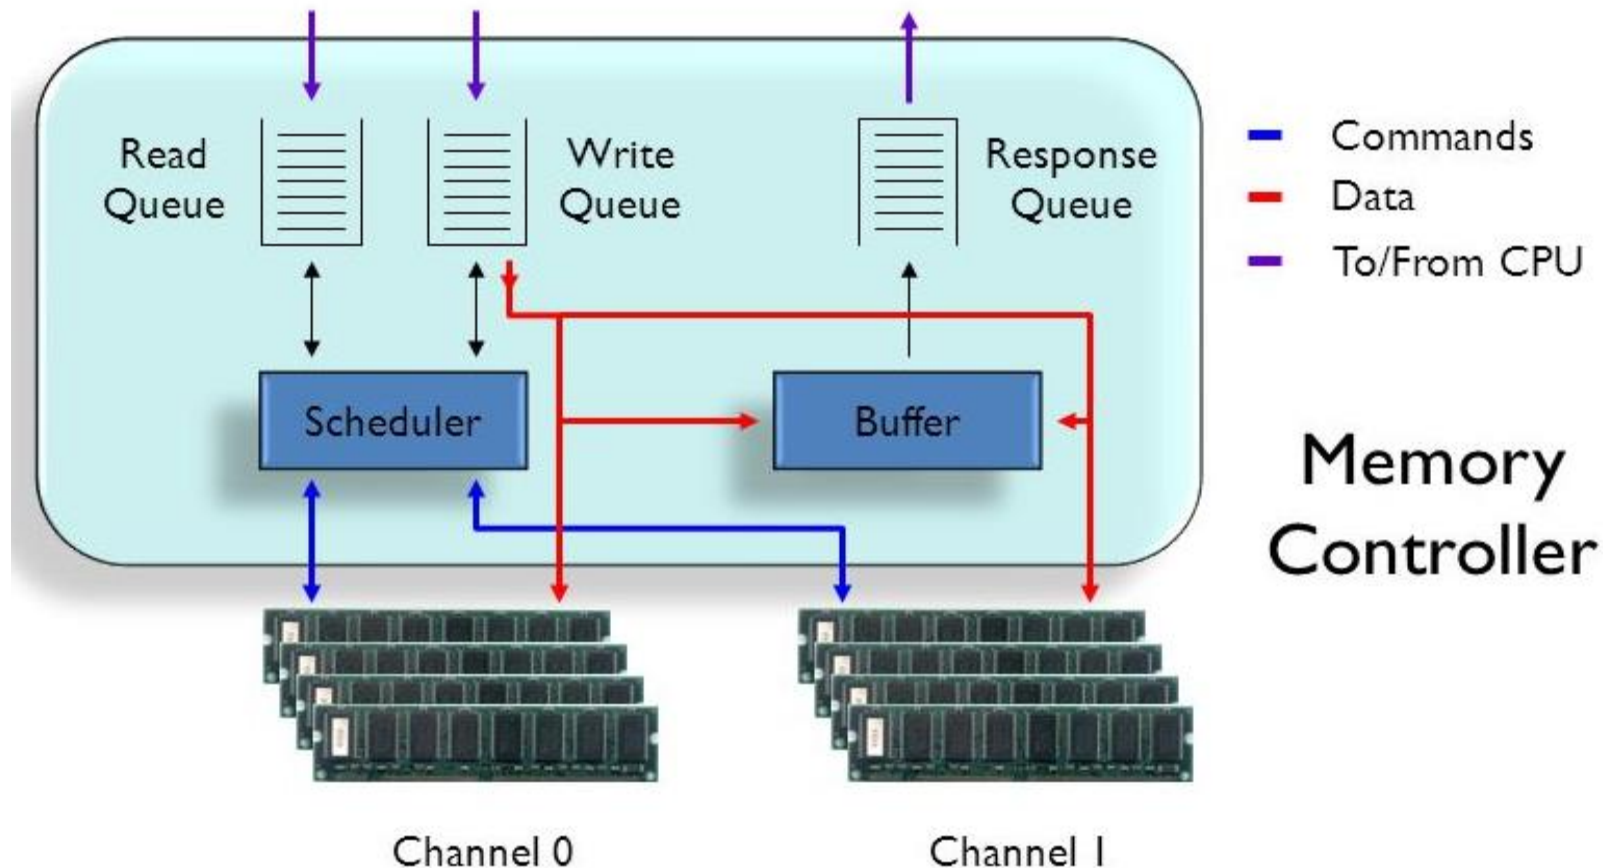 Read
Queue
Write
Queue
Response
Queue
Commands
Data
To/From CPU
Scheduler
Buffer
Memory
Controller
Channel 0
Channel 1